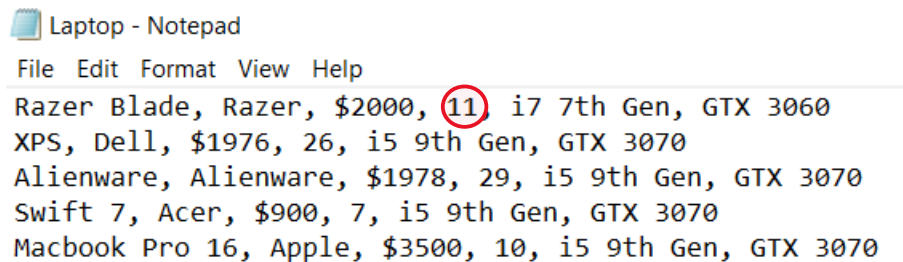 Laptop - Notepad
File Edit Format View Help
Razer Blade, Razer, $2000, 11, i7 7th Gen, GTX 3060
XPS, Dell, $1976, 26, i5 9th Gen, GTX 3070
Alienware, Alienware, $1978, 29, i5 9th Gen, GTX 3070
Swift 7, Acer, $900, 7, i5 9th Gen, GTX 3070
Macbook Pro 16, Apple, $3500, 10, i5 9th Gen, GTX 3070